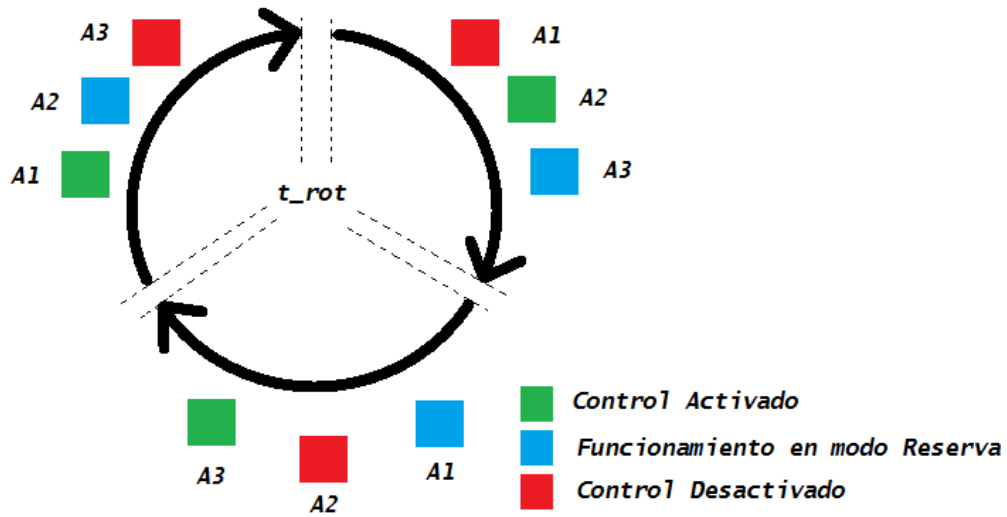 A3
A1
A2
A2
A1
A3
t_rot
A3
A2
A1
Control Activado
Funcionamiento en modo Reserva
Control Desactivado